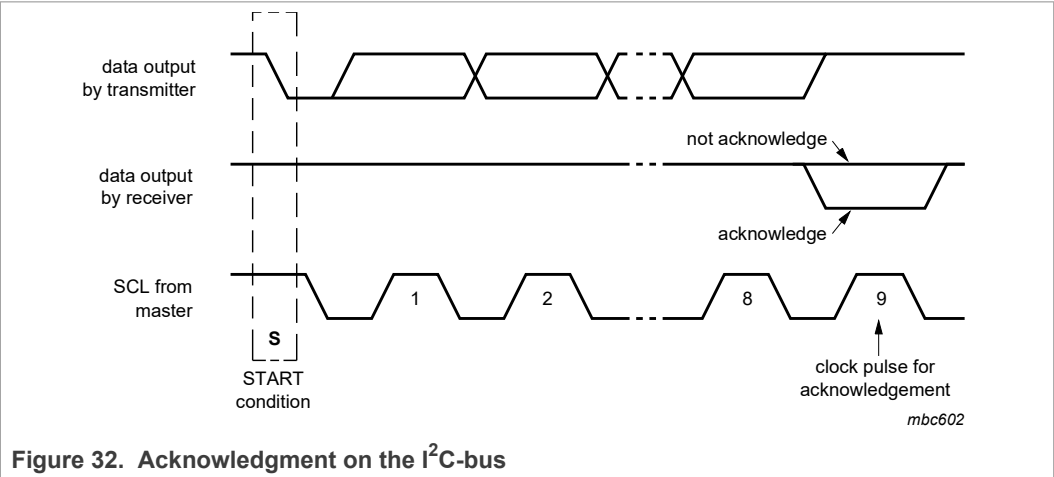 data output
by transmitter
not acknowledge
data output
by receiver
acknowledge
SCL from
master
1
2
8
9
S
START
condition
clock pulse for
acknowledgement
mbc602
Figure 32. Acknowledgment on the I²C-bus